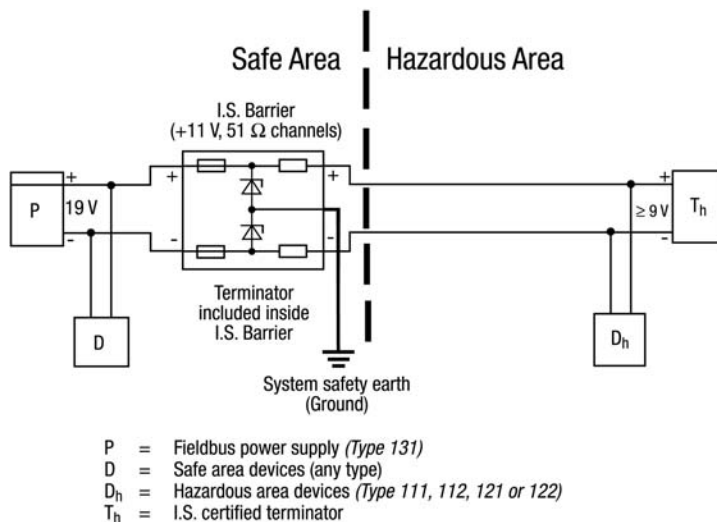 Safe Area
Hazardous Area
I.S. Barrier
(+11 V, 51 Ω channels)
+
+
+
+
P
19 V
≥ 9 V
Th
-
-
-
-
Terminator
included inside
I.S. Barrier
D
Dh
System safety earth
(Ground)
P = Fieldbus power supply (Type 131)
D = Safe area devices (any type)
Dh = Hazardous area devices (Type 111, 112, 121 or 122)
Th = I.S. certified terminator